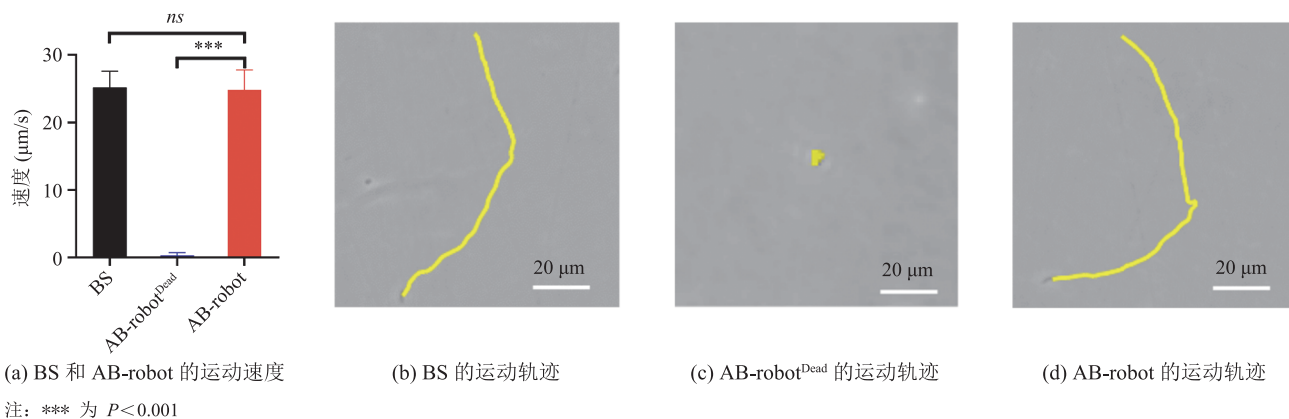 ns
***
30
20
10
0
速度 (μm/s)
BS
AB-robotDead
AB-robot
20 μm
20 μm
20 μm
(a) BS 和 AB-robot 的运动速度
(b) BS 的运动轨迹
(c) AB-robotDead 的运动轨迹
(d) AB-robot 的运动轨迹
注：*** 为 P＜0.001